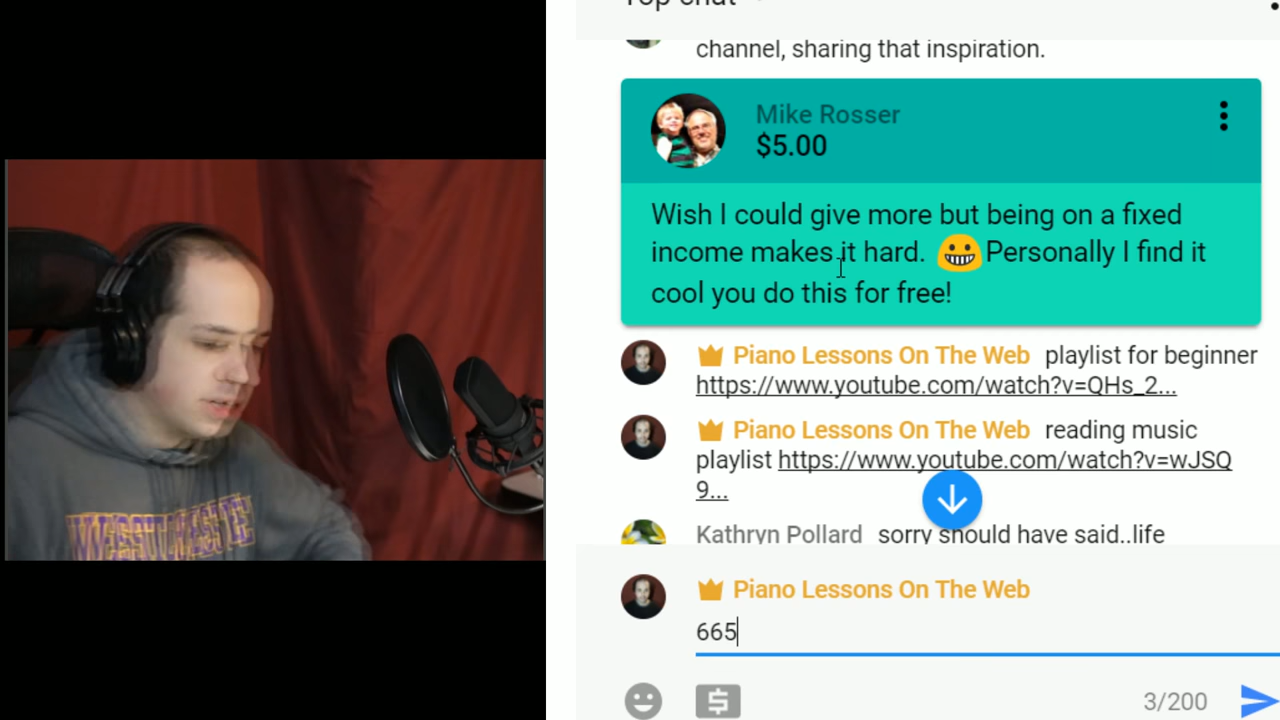 Top chat
channel, sharing that inspiration.
Mike Rosser
$5.00
Wish I could give more but being on a fixed
income makes it hard. 😀Personally I find it
cool you do this for free!
Piano Lessons On The Web playlist for beginner
https://www.youtube.com/watch?v=QHs_2...
Piano Lessons On The Web reading music
playlist https://www.youtube.com/watch?v=wJSQ
9...
Kathryn Pollard sorry should have said..life
Piano Lessons On The Web
665
3/200